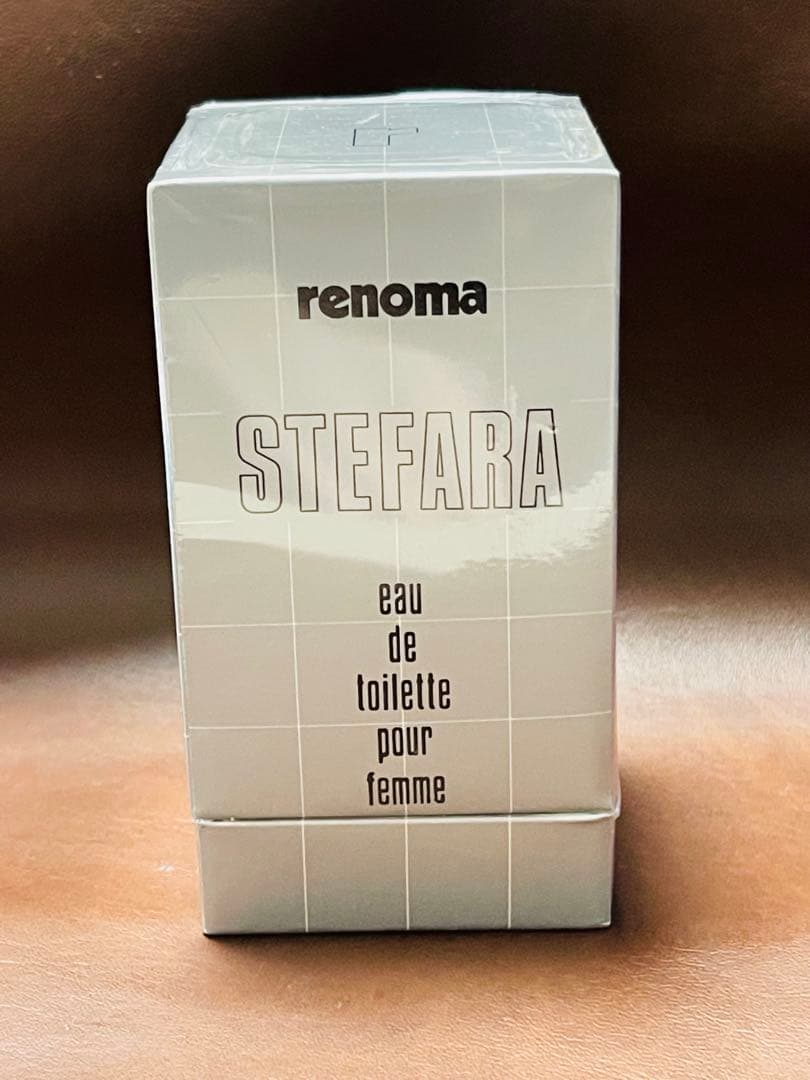 renoma
STEFARA
eau
de
toilette
pour
femme